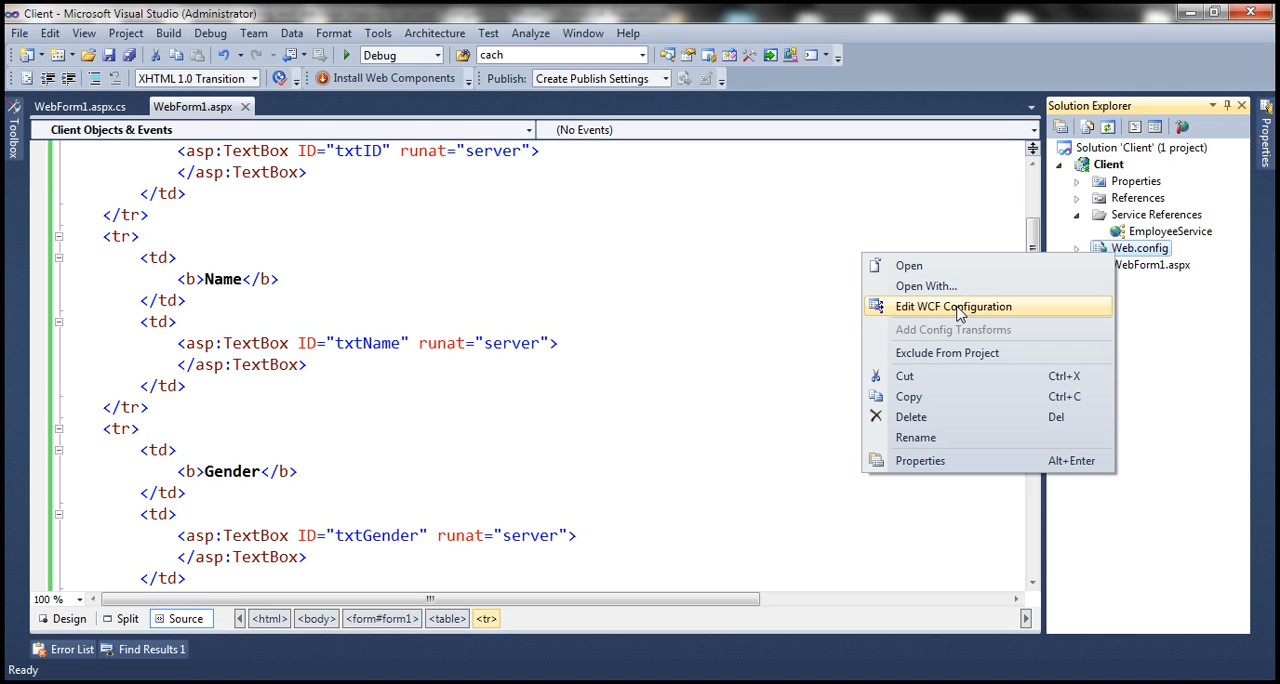 Client - Microsoft Visual Studio (Administrator)
File Edit View Project Build Debug Team Data Format Tools Architecture Test Analyze Window Help
Debug cach
XHTML 1.0 Transition Install Web Components Publish: Create Publish Settings
Toolbox
WebForm1.aspx.cs WebForm1.aspx
Client Objects & Events (No Events)
<asp:TextBox ID="txtID" runat="server">
</asp:TextBox>
</td>
</tr>
<tr>
<td>
<b>Name</b>
</td>
<td>
<asp:TextBox ID="txtName" runat="server">
</asp:TextBox>
</td>
</tr>
<tr>
<td>
<b>Gender</b>
</td>
<td>
<asp:TextBox ID="txtGender" runat="server">
</asp:TextBox>
</td>
100 %
Design Split Source <html> <body> <form#form1> <table> <tr>
Error List Find Results 1
Ready
Solution Explorer
Solution 'Client' (1 project)
Client
Properties
References
Service References
EmployeeService
Web.config
WebForm1.aspx
Properties
Open
Open With...
Edit WCF Configuration
Add Config Transforms
Exclude From Project
Cut Ctrl+X
Copy Ctrl+C
Delete Del
Rename
Properties Alt+Enter